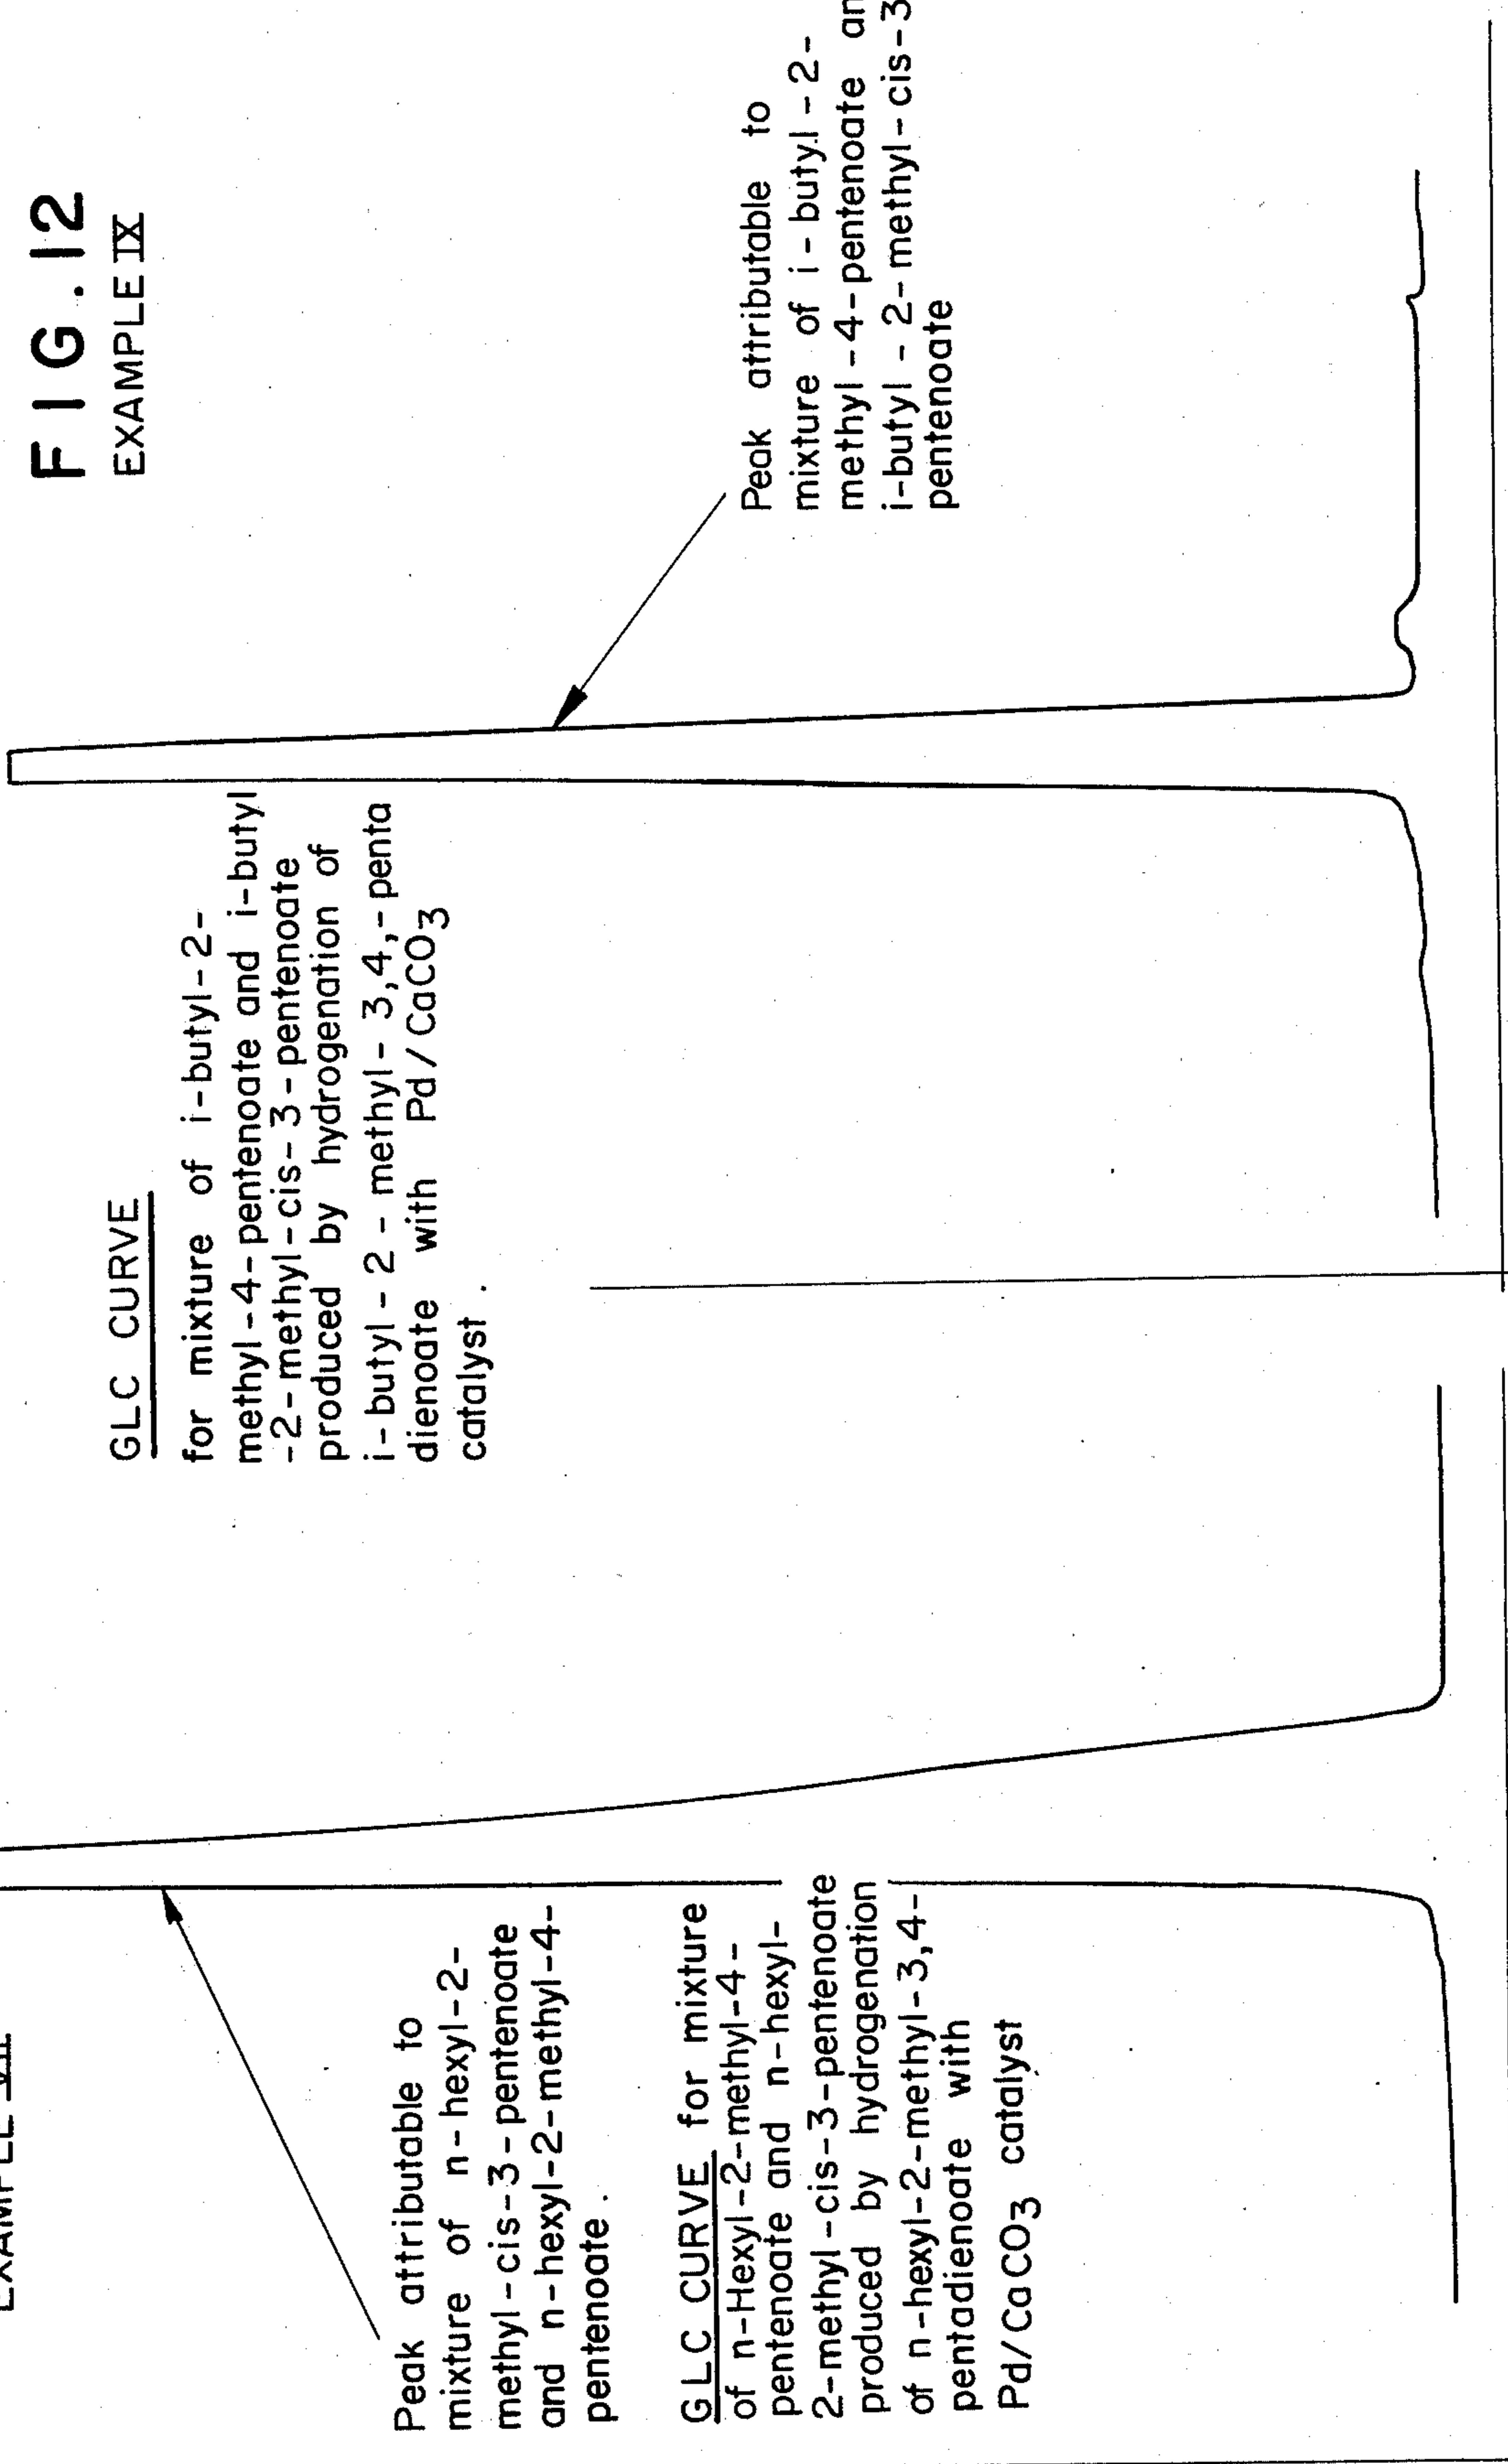 EXAMPLE VII
Peak attributable to
mixture of n-hexyl-2-
methyl-cis-3-pentenoate
and n-hexyl-2-methyl-4-
pentenoate.
GLC CURVE for mixture
of n-Hexyl-2-methyl-4-
pentenoate and n-hexyl-
2-methyl-cis-3-pentenoate
produced by hydrogenation
of n-hexyl-2-methyl-3,4-
pentadienoate with
Pd/CaCO3 catalyst
FIG.12
EXAMPLE IX
GLC CURVE
for mixture of i-butyl-2-
methyl-4-pentenoate and i-butyl
-2-methyl-cis-3-pentenoate
produced by hydrogenation of
i-butyl-2-methyl-3,4,-penta
dienoate with Pd/CaCO3
catalyst.
Peak attributable to
mixture of i-butyl-2-
methyl-4-pentenoate an
i-butyl-2-methyl-cis-3
pentenoate